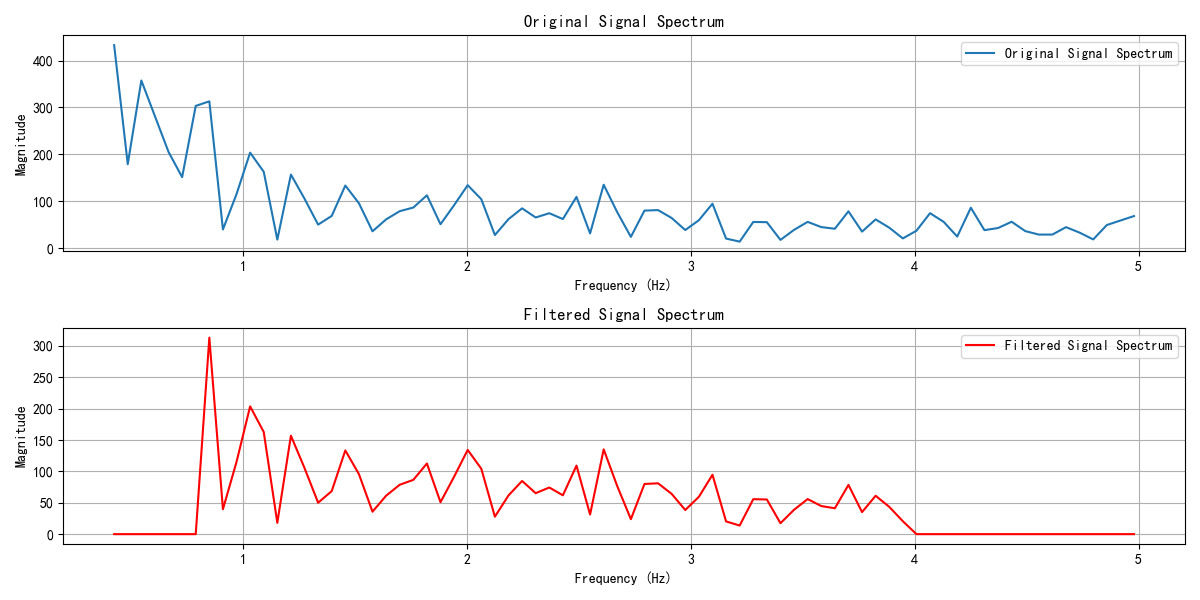 Original Signal Spectrum
Original Signal Spectrum
400
300
200
100
0
Magnitude
1 2 3 4 5
Frequency (Hz)
Filtered Signal Spectrum
Filtered Signal Spectrum
300
250
200
150
100
50
0
Magnitude
1 2 3 4 5
Frequency (Hz)